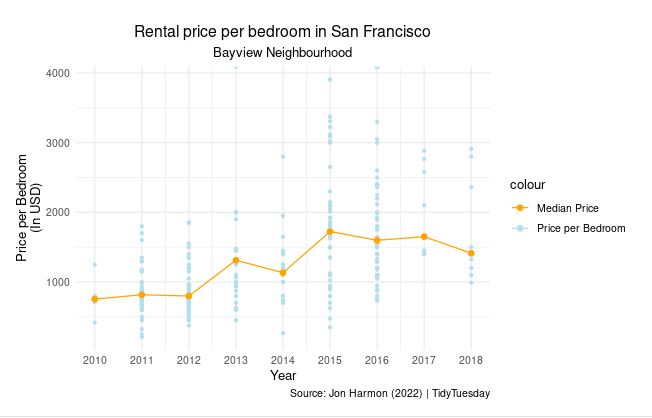 Rental price per bedroom in San Francisco
Bayview Neighbourhood
4000
3000
2000
1000
Price per Bedroom
(In USD)
2010 2011 2012 2013 2014 2015 2016 2017 2018
Year
colour
Median Price
Price per Bedroom
Source: Jon Harmon (2022) | TidyTuesday